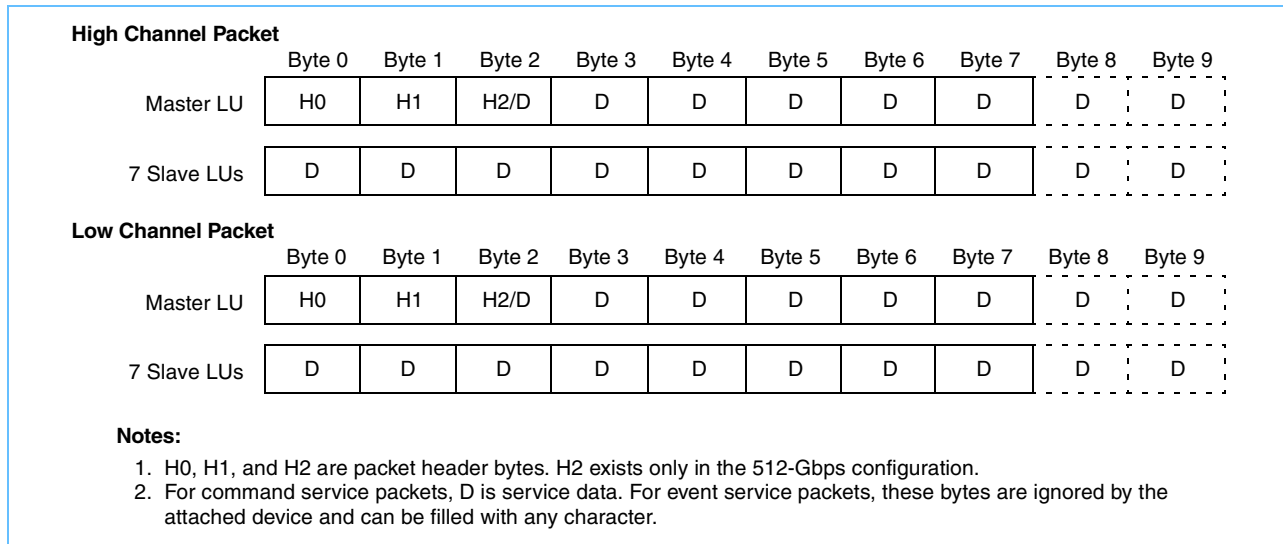 High Channel Packet
Byte 0 Byte 1 Byte 2 Byte 3 Byte 4 Byte 5 Byte 6 Byte 7 Byte 8 Byte 9
Master LU H0 H1 H2/D D D D D D D D
7 Slave LUs D D D D D D D D D D
Low Channel Packet
Byte 0 Byte 1 Byte 2 Byte 3 Byte 4 Byte 5 Byte 6 Byte 7 Byte 8 Byte 9
Master LU H0 H1 H2/D D D D D D D D
7 Slave LUs D D D D D D D D D D
Notes:
1. H0, H1, and H2 are packet header bytes. H2 exists only in the 512-Gbps configuration.
2. For command service packets, D is service data. For event service packets, these bytes are ignored by the
attached device and can be filled with any character.